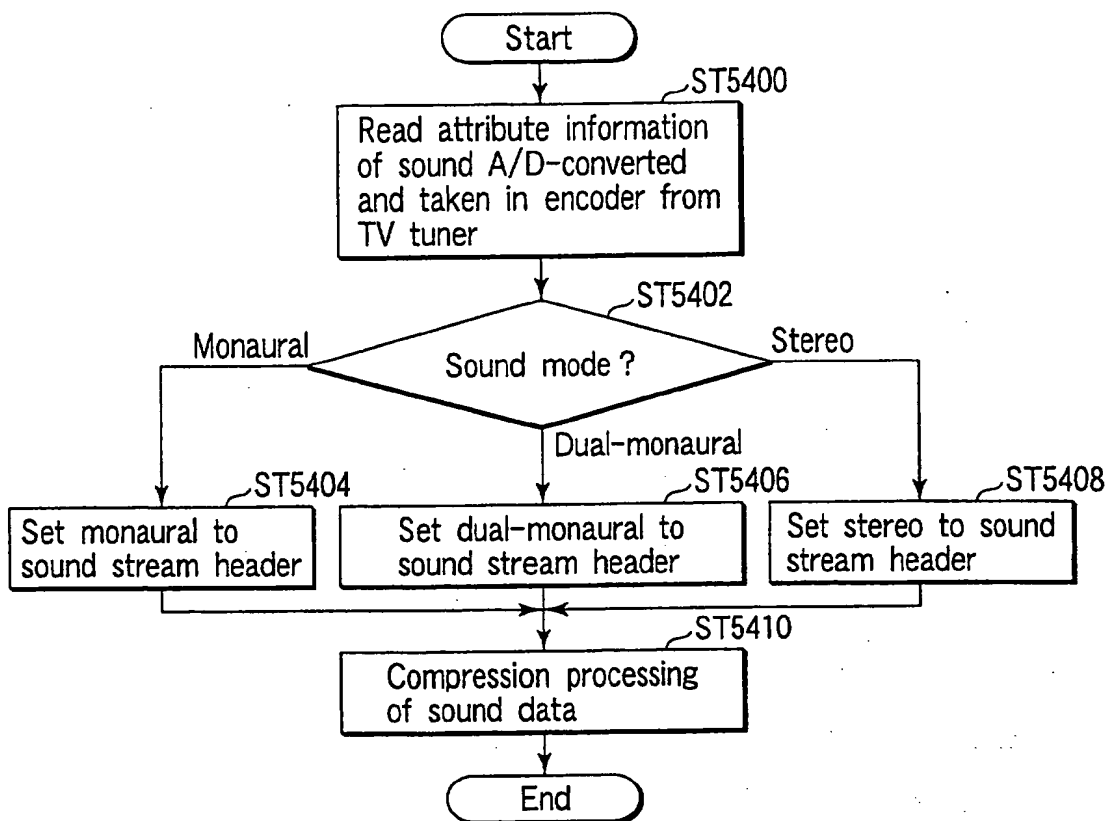 Start
ST5400
Read attribute information
of sound A/D-converted
and taken in encoder from
TV tuner
ST5402
Monaural
Sound mode ?
Stereo
Dual-monaural
ST5404
Set monaural to
sound stream header
ST5406
Set dual-monaural to
sound stream header
ST5408
Set stereo to sound
stream header
ST5410
Compression processing
of sound data
End